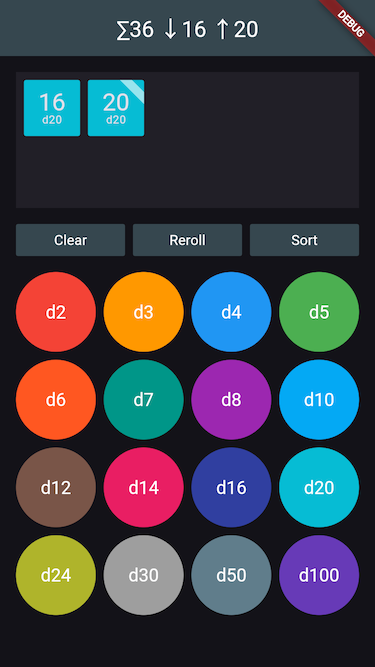 ∑36 ↓16 ↑20
DEBUG
16 20
d20 d20
Clear Reroll Sort
d2 d3 d4 d5
d6 d7 d8 d10
d12 d14 d16 d20
d24 d30 d50 d100